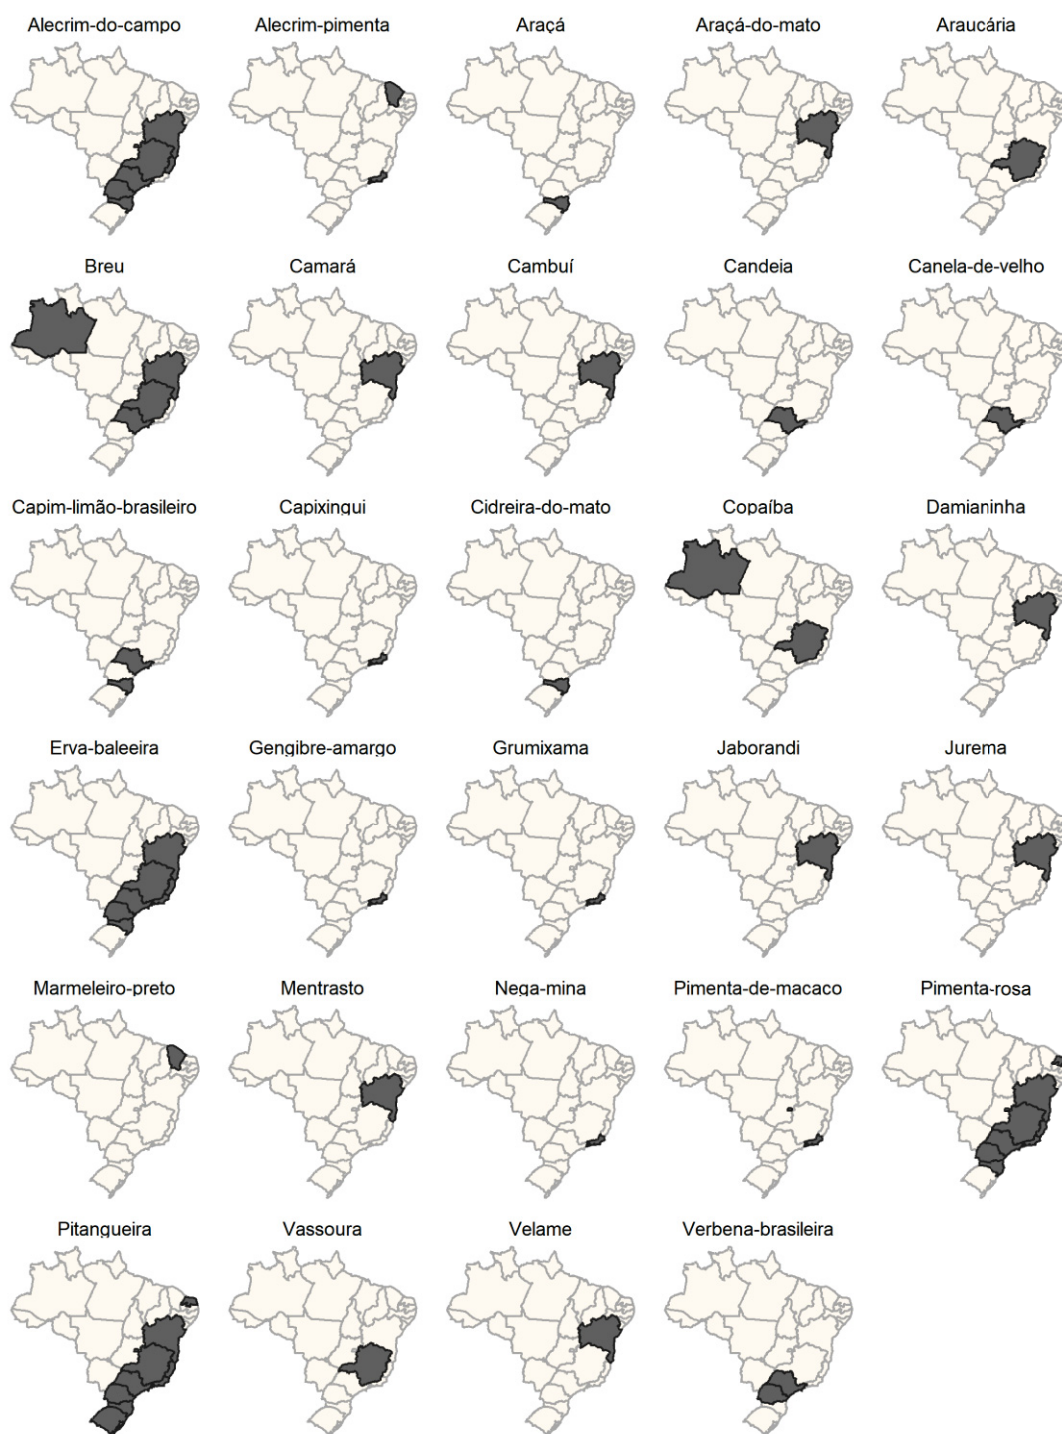 Alecrim-do-campo
Alecrim-pimenta
Araçá
Araçá-do-mato
Araucária
Breu
Camará
Cambuí
Candeia
Canela-de-velho
Capim-limão-brasileiro
Capixingui
Cidreira-do-mato
Copaíba
Damianinha
Erva-baleeira
Gengibre-amargo
Grumixama
Jaborandi
Jurema
Marmeleiro-preto
Mentrasto
Nega-mina
Pimenta-de-macaco
Pimenta-rosa
Pitangueira
Vassoura
Velame
Verbena-brasileira